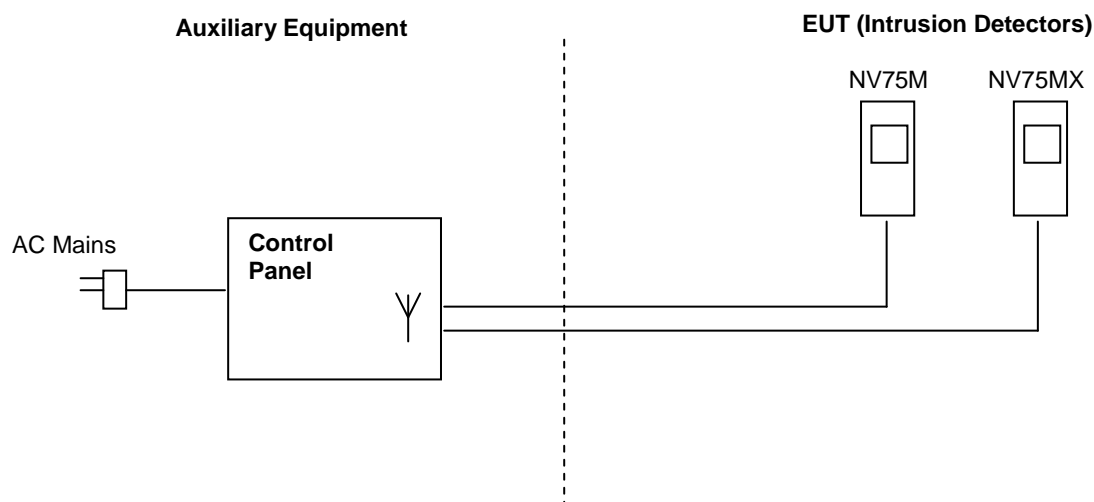 Auxiliary Equipment
EUT (Intrusion Detectors)
NV75M
NV75MX
AC Mains
Control
Panel